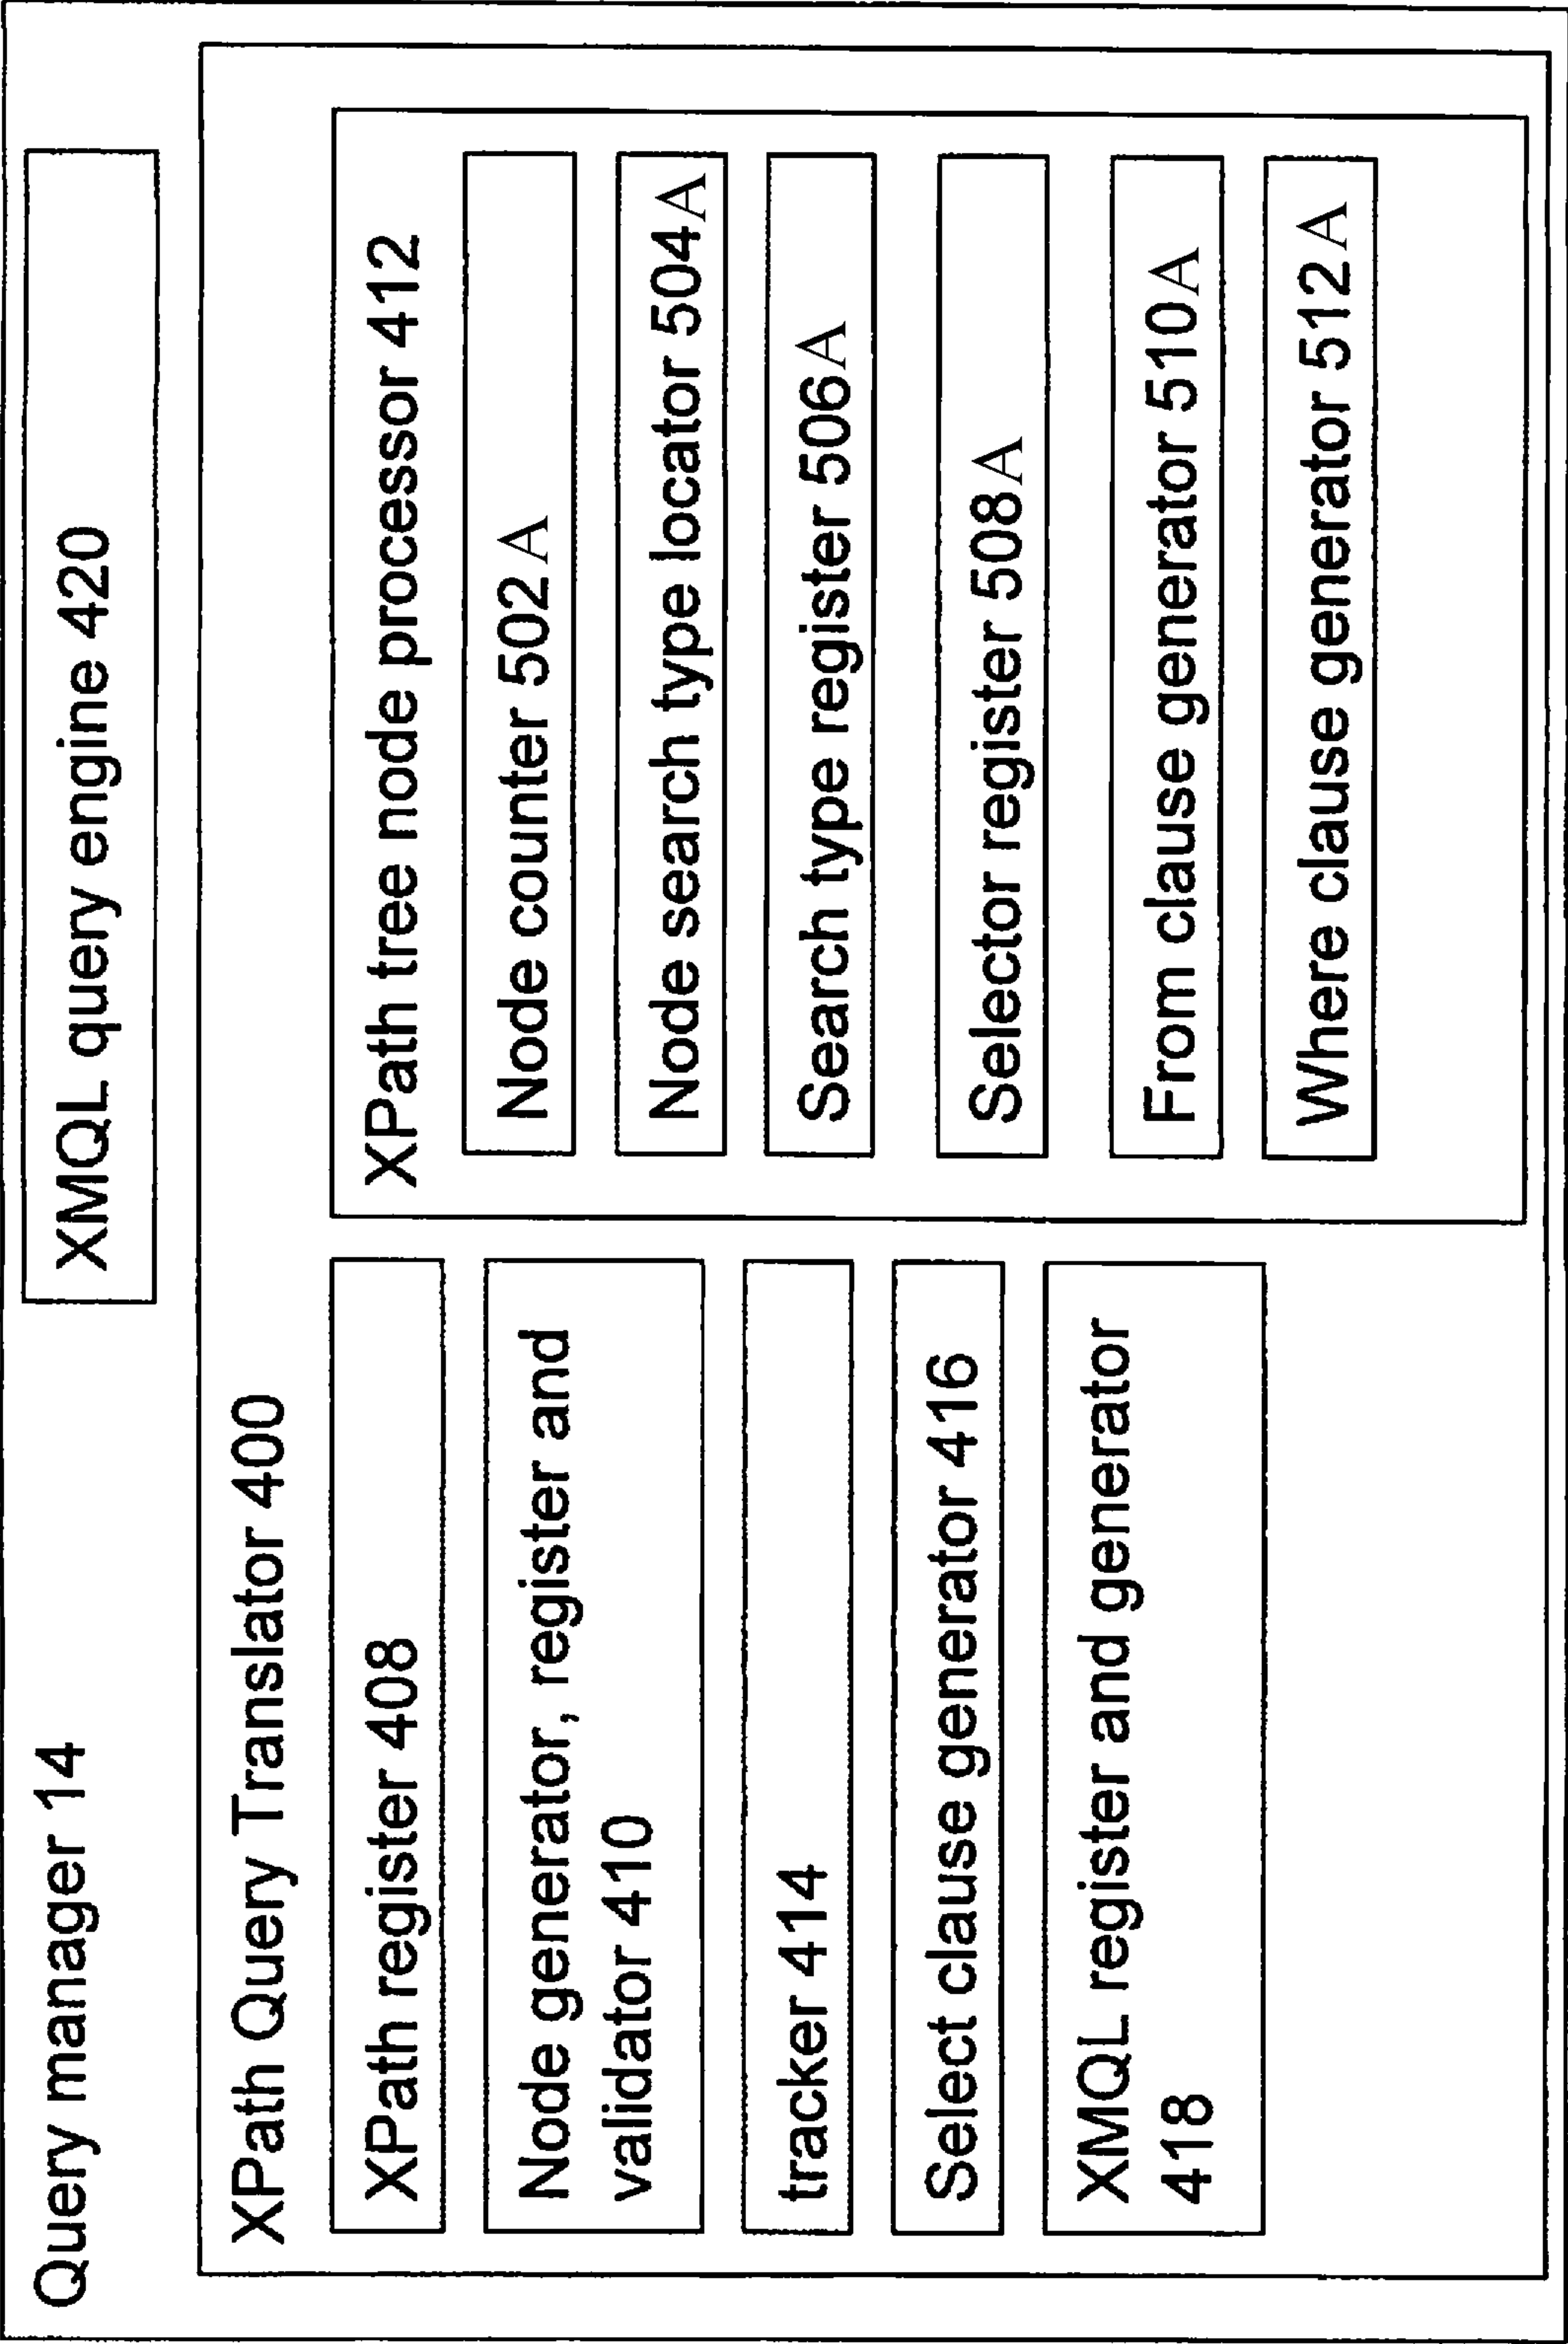 Query manager 14
XMQL query engine 420
XPath Query Translator 400
XPath register 408
Node generator, register and
validator 410
tracker 414
Select clause generator 416
XMQL register and generator
418
XPath tree node processor 412
Node counter 502A
Node search type locator 504A
Search type register 506A
Selector register 508A
From clause generator 510A
Where clause generator 512A